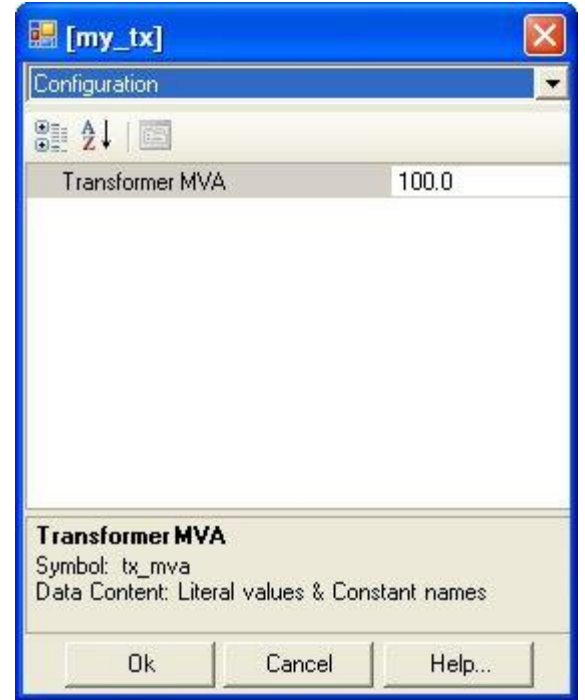 [my_tx]
Configuration
A Z
Transformer MVA 100.0
Transformer MVA
Symbol: tx_mva
Data Content: Literal values & Constant names
Ok Cancel Help...